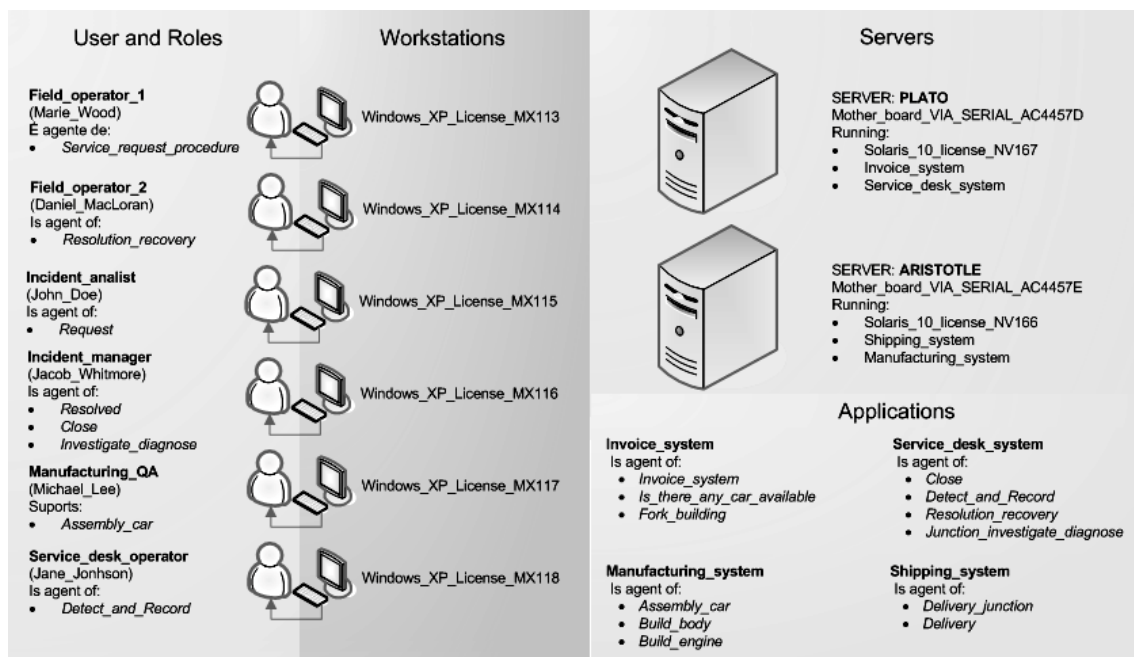 User and Roles
Field_operator_1
(Marie_Wood)
È agente de:
• Service_request_procedure
Field_operator_2
(Daniel_MacLoran)
Is agent of:
• Resolution_recovery
Incident_analist
(John_Doe)
Is agent of:
• Request
Incident_manager
(Jacob_Whitmore)
Is agent of:
• Resolved
• Close
• Investigate_diagnose
Manufacturing_QA
(Michael_Lee)
Suports:
• Assembly_car
Service_desk_operator
(Jane_Jonhson)
Is agent of:
• Detect_and_Record
Workstations
Windows_XP_License_MX113
Windows_XP_License_MX114
Windows_XP_License_MX115
Windows_XP_License_MX116
Windows_XP_License_MX117
Windows_XP_License_MX118
Servers
SERVER: PLATO
Mother_board_VIA_SERIAL_AC4457D
Running:
• Solaris_10_license_NV167
• Invoice_system
• Service_desk_system
SERVER: ARISTOTLE
Mother_board_VIA_SERIAL_AC4457E
Running:
• Solaris_10_license_NV166
• Shipping_system
• Manufacturing_system
Applications
Invoice_system
Is agent of:
• Invoice_system
• Is_there_any_car_available
• Fork_building
Service_desk_system
Is agent of:
• Close
• Detect_and_Record
• Resolution_recovery
• Junction_investigate_diagnose
Manufacturing_system
Is agent of:
• Assembly_car
• Build_body
• Build_engine
Shipping_system
Is agent of:
• Delivery_junction
• Delivery